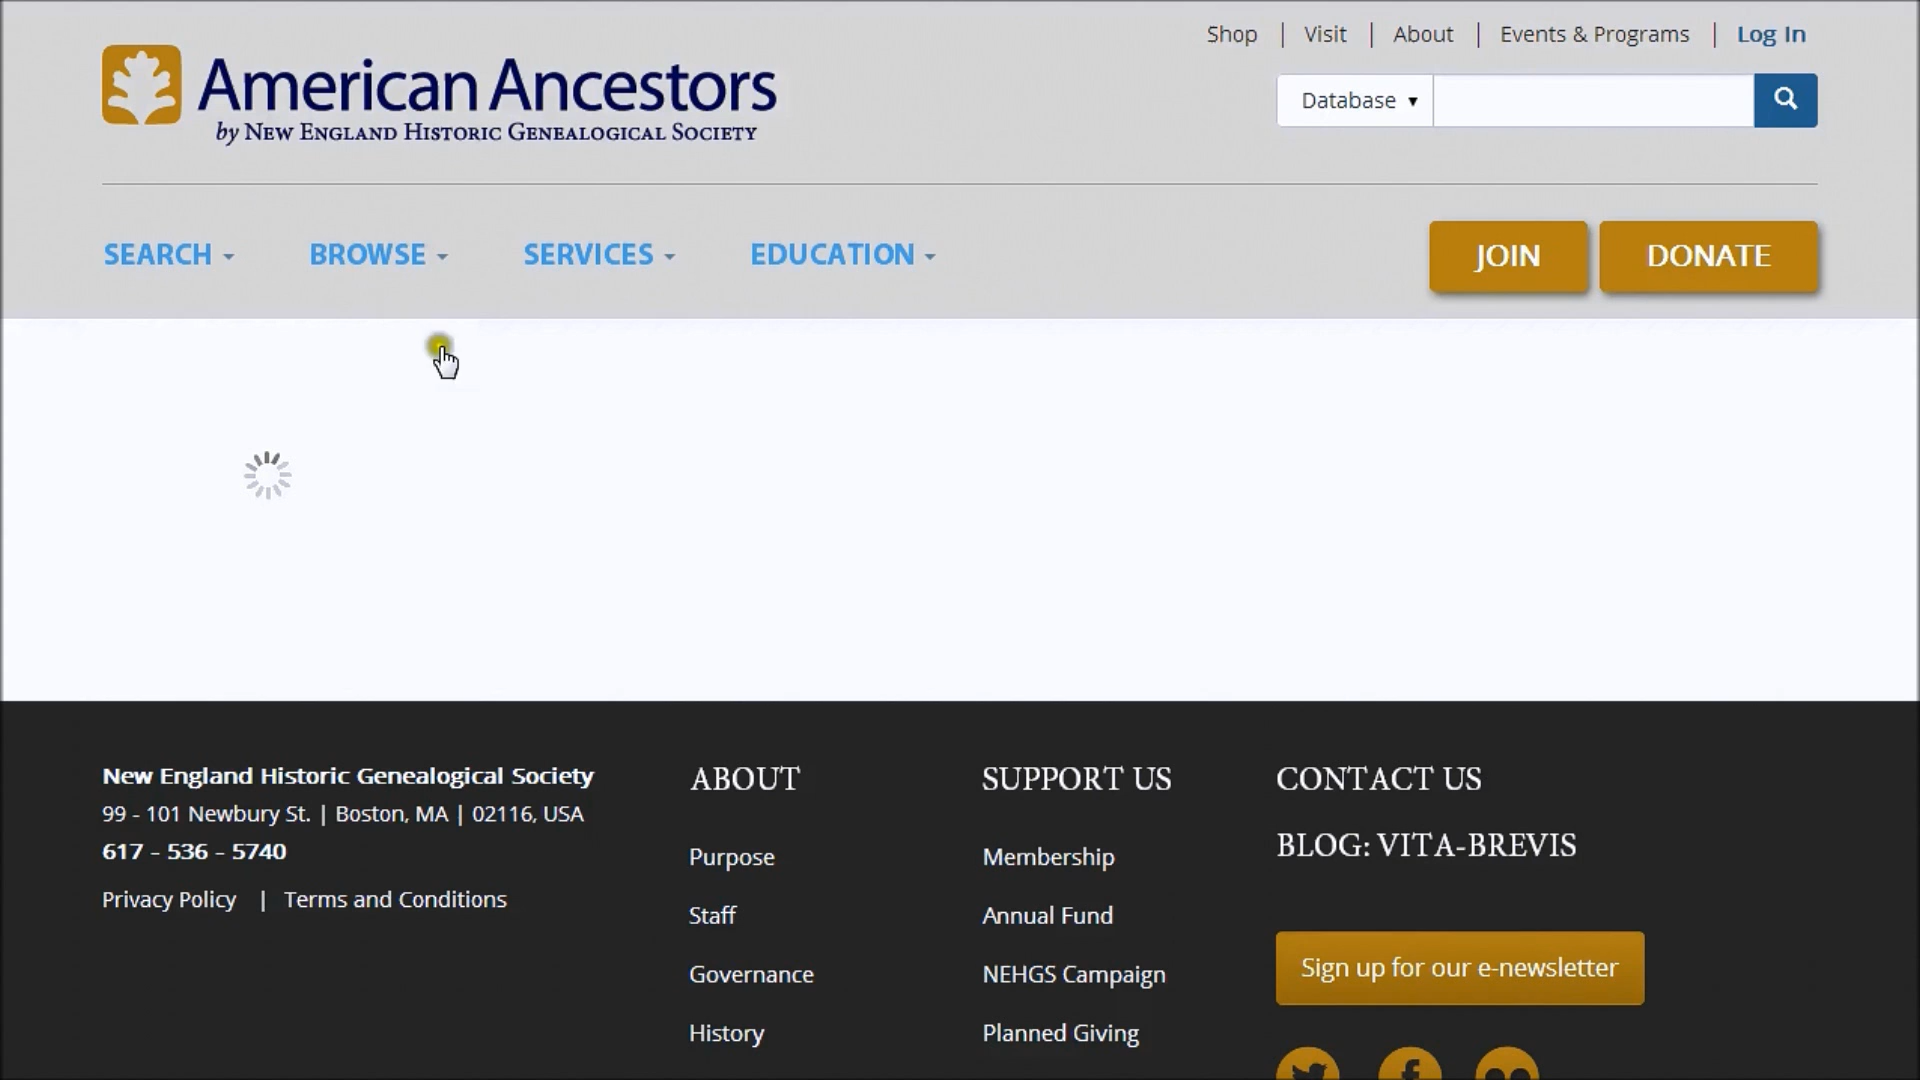 Shop | Visit | About | Events & Programs | Log In
American Ancestors
by New England Historic Genealogical Society
Database
SEARCH BROWSE SERVICES EDUCATION
JOIN DONATE
New England Historic Genealogical Society
99 - 101 Newbury St. | Boston, MA | 02116, USA
617 - 536 - 5740
Privacy Policy | Terms and Conditions
ABOUT
Purpose
Staff
Governance
History
SUPPORT US
Membership
Annual Fund
NEHGS Campaign
Planned Giving
CONTACT US
BLOG: VITA-BREVIS
Sign up for our e-newsletter